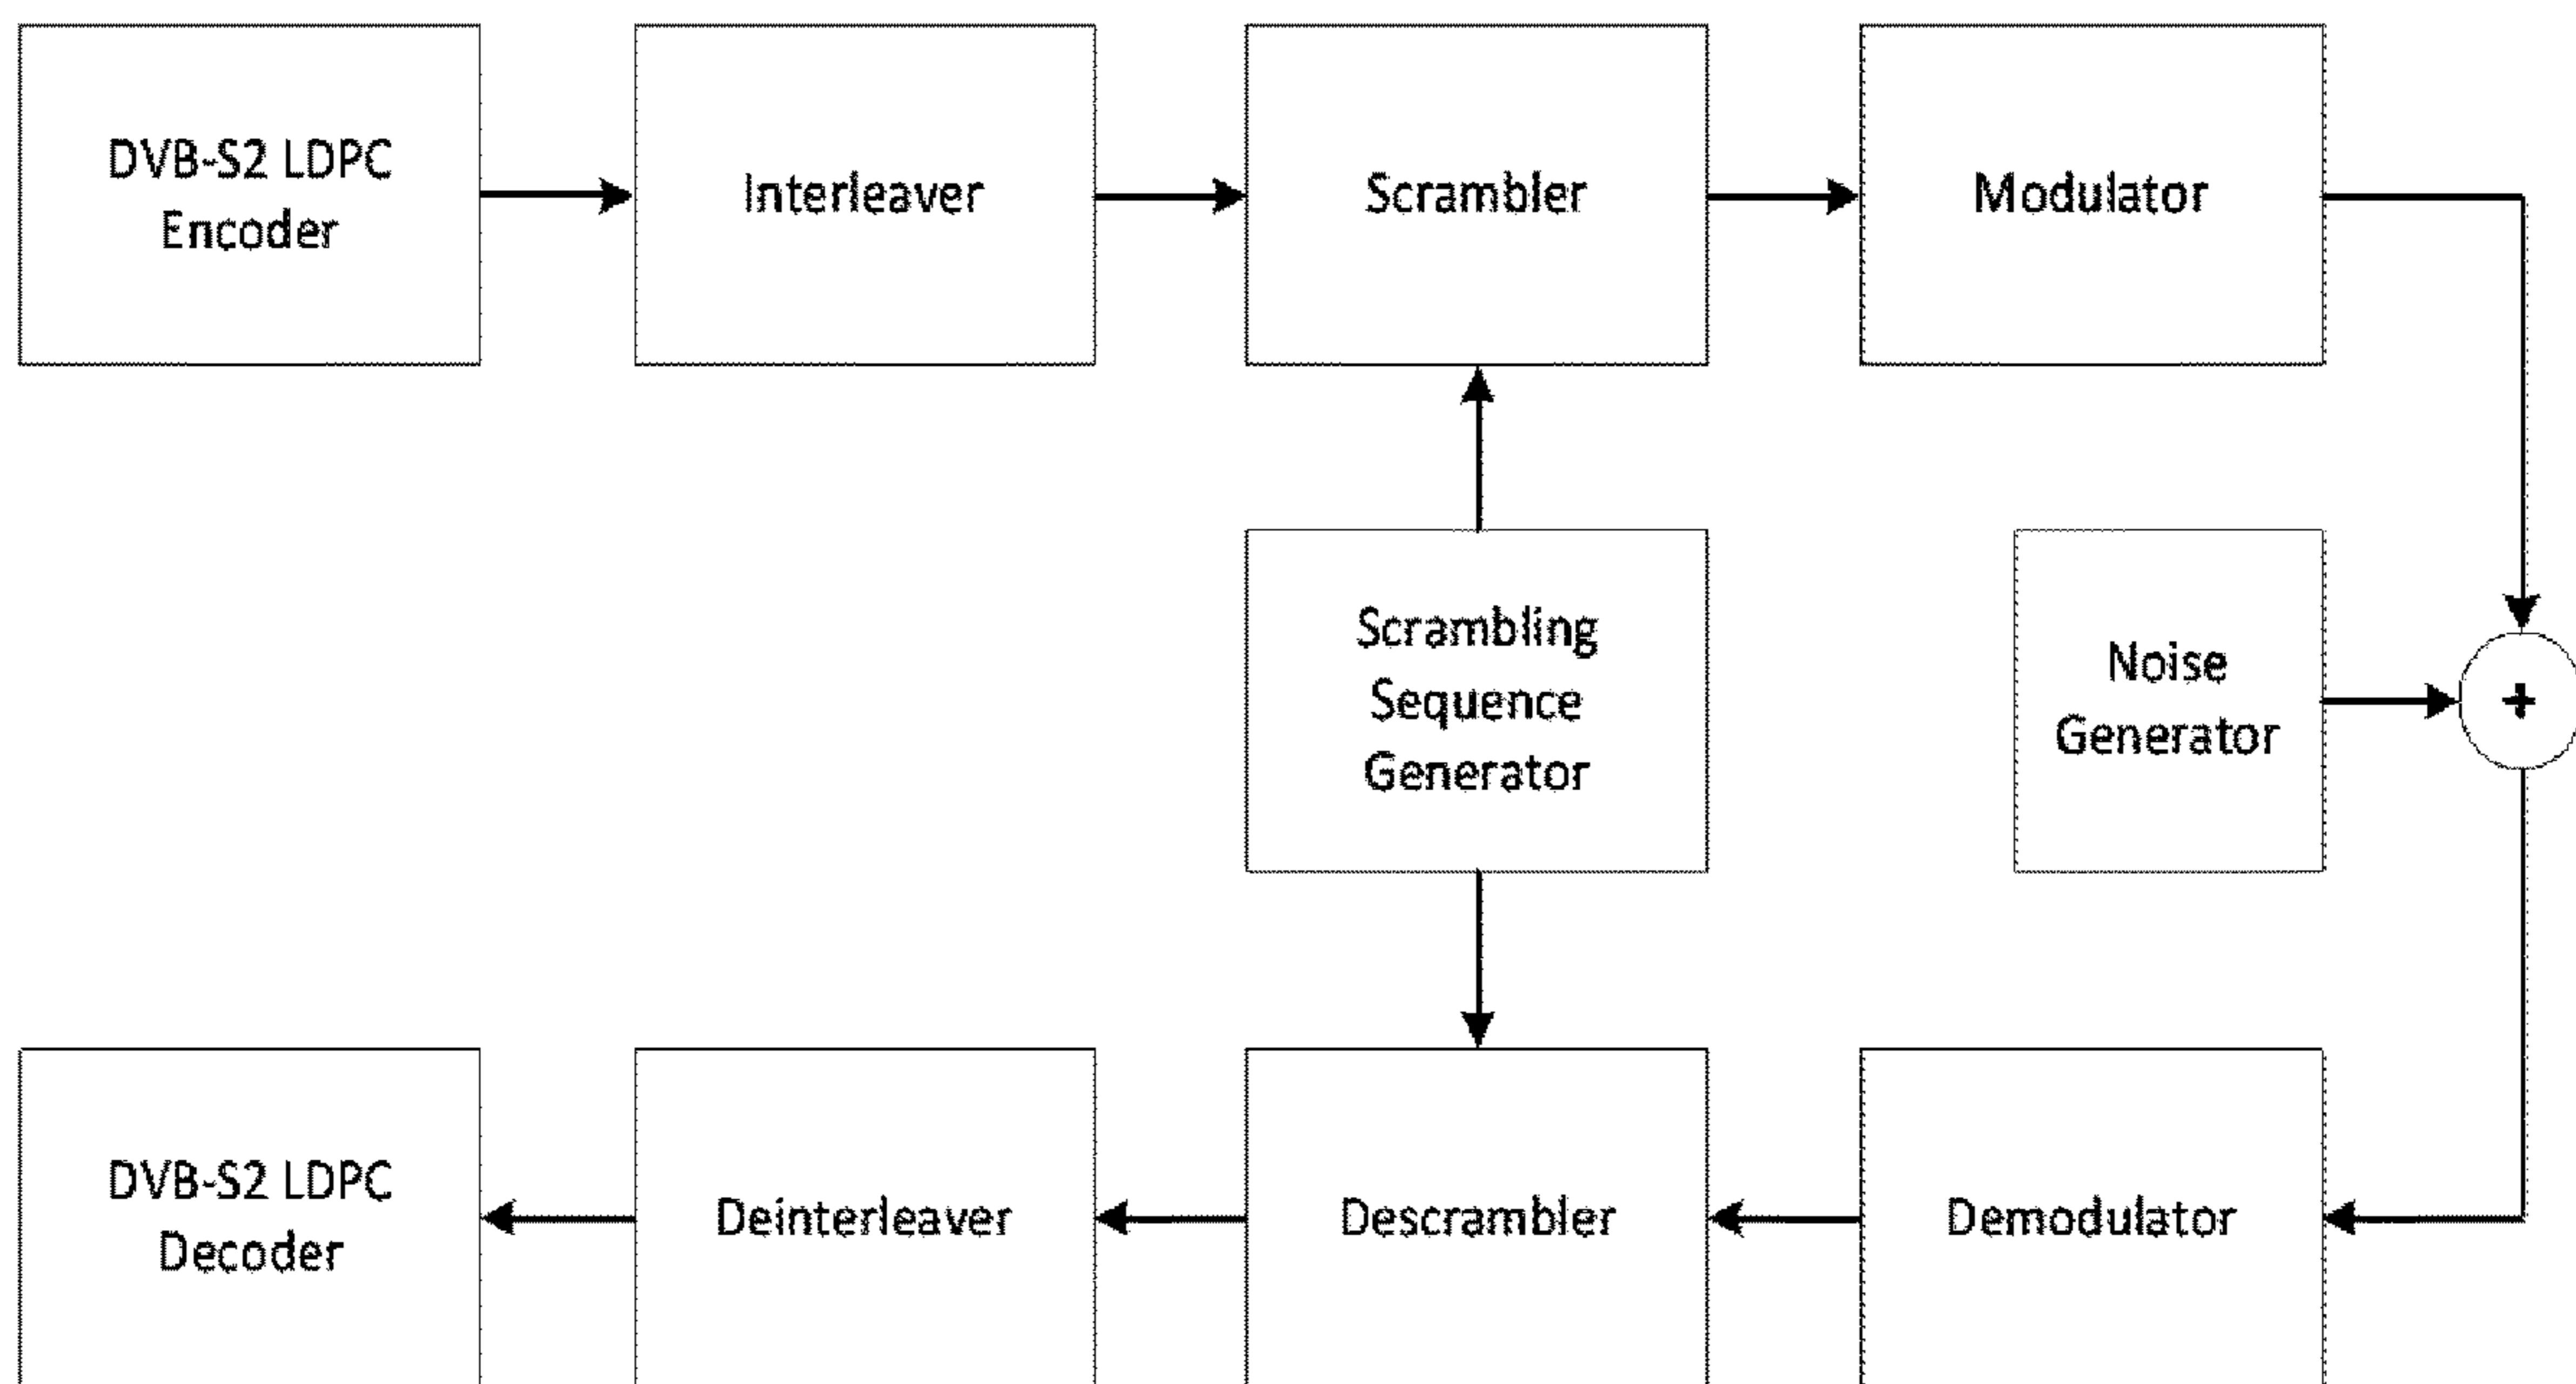 DVB-S2 LDPC
Encoder
Interleaver
Scrambler
Modulator
Scrambling
Sequence
Generator
Noise
Generator
+
DVB-S2 LDPC
Decoder
Deinterleaver
Descrambler
Demodulator